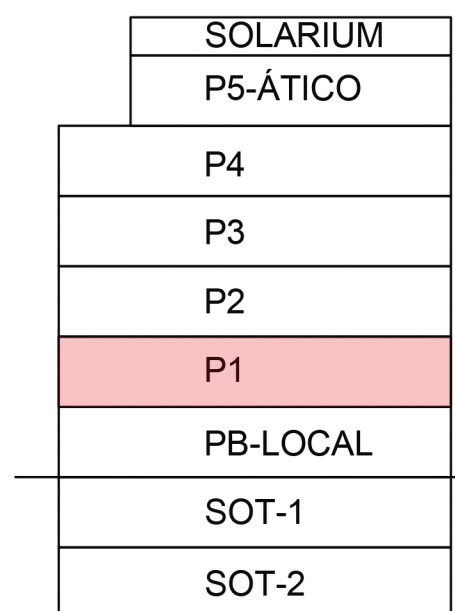 SOLARIUM
P5-ÁTICO
P4
P3
P2
P1
PB-LOCAL
SOT-1
SOT-2